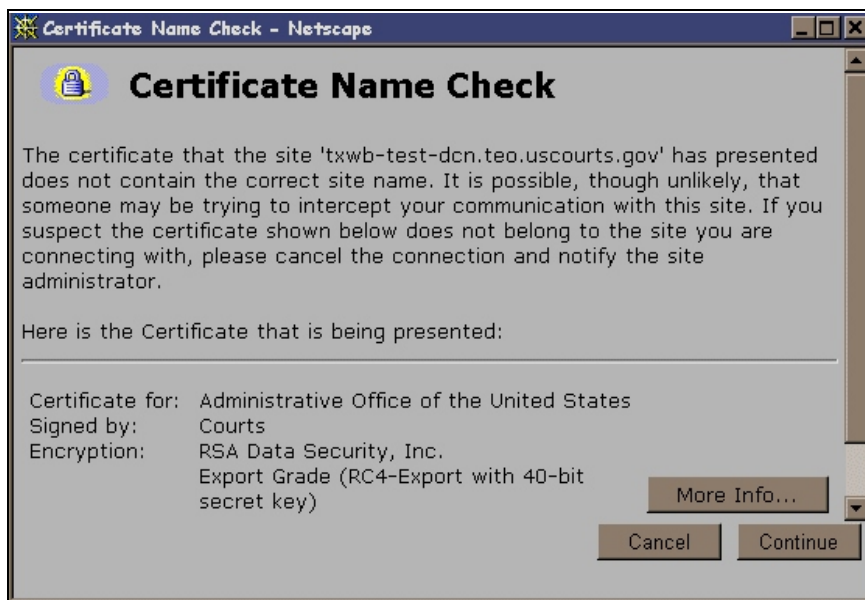 Certificate Name Check - Netscape
Certificate Name Check
The certificate that the site 'txwb-test-dcn.teo.uscourts.gov' has presented
does not contain the correct site name. It is possible, though unlikely, that
someone may be trying to intercept your communication with this site. If you
suspect the certificate shown below does not belong to the site you are
connecting with, please cancel the connection and notify the site
administrator.
Here is the Certificate that is being presented:
Certificate for: Administrative Office of the United States
Signed by: Courts
Encryption: RSA Data Security, Inc.
Export Grade (RC4-Export with 40-bit
secret key)
More Info...
Cancel Continue